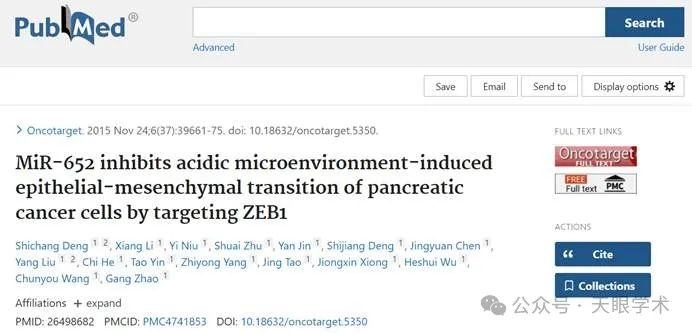 PubMed®
Search
Advanced
User Guide
Save
Email
Send to
Display options
> Oncotarget. 2015 Nov 24;6(37):39661-75. doi: 10.18632/oncotarget.5350.
MiR-652 inhibits acidic microenvironment-induced
epithelial-mesenchymal transition of pancreatic
cancer cells by targeting ZEB1
Shichang Deng 1 2, Xiang Li 1, Yi Niu 1, Shuai Zhu 1, Yan Jin 1, Shijiang Deng 1, Jingyuan Chen 1,
Yang Liu 1 2, Chi He 1, Tao Yin 1, Zhiyong Yang 1, Jing Tao 1, Jiongxin Xiong 1, Heshui Wu 1,
Chunyou Wang 1, Gang Zhao 1
Affiliations + expand
PMID: 26498682 PMCID: PMC4741853 DOI: 10.18632/oncotarget.5350
FULL TEXT LINKS
Oncotarget
FULL TEXT
FREE
Full text
PMC
ACTIONS
Cite
Collections
公众号·天眼学术